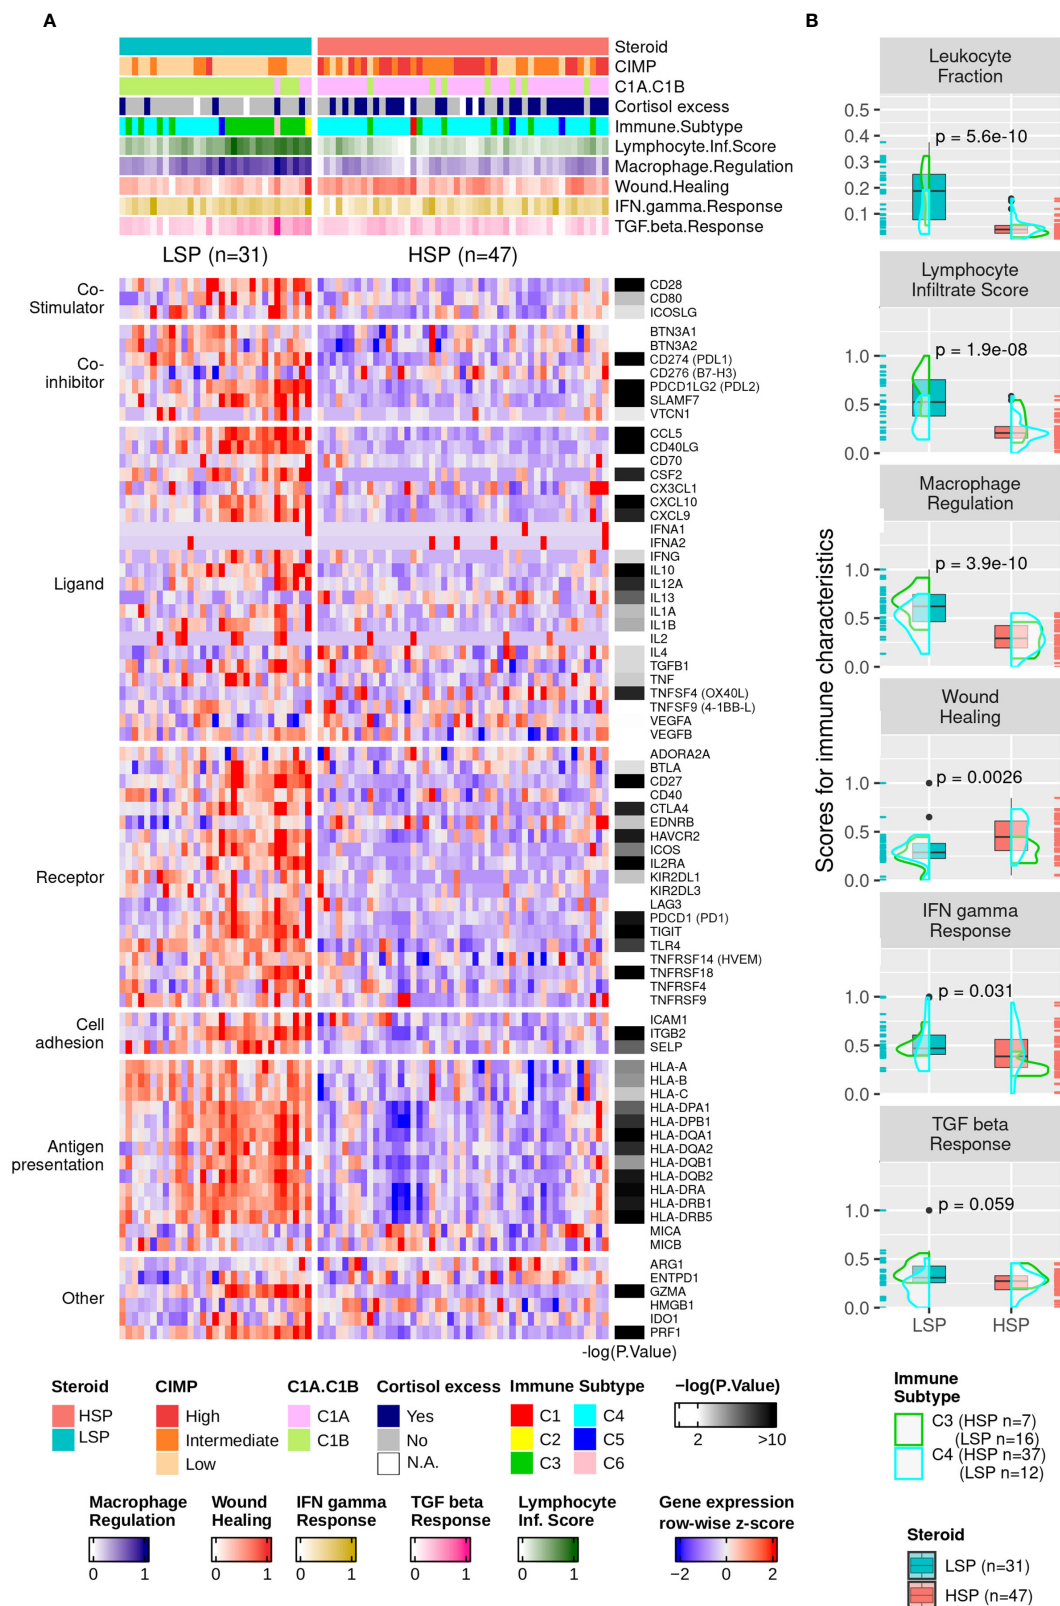 A
Steroid
CIMP
C1A.C1B
Cortisol excess
Immune.Subtype
Lymphocyte.Inf.Score
Macrophage.Regulation
Wound.Healing
IFN.gamma.Response
TGF.beta.Response
LSP (n=31)
HSP (n=47)
Co-
Stimulator
CD28
CD80
ICOSLG
Co-
inhibitor
BTN3A1
BTN3A2
CD274 (PDL1)
CD276 (B7-H3)
PDCD1LG2 (PDL2)
SLAMF7
VTCN1
Ligand
CCL5
CD40LG
CD70
CSF2
CX3CL1
CXCL10
CXCL9
IFNA1
IFNA2
IFNG
IL10
IL12A
IL13
IL1A
IL1B
IL2
IL4
TGFB1
TNF
TNFSF4 (OX40L)
TNFSF9 (4-1BB-L)
VEGFA
VEGFB
Receptor
ADORA2A
BTLA
CD27
CD40
CTLA4
EDNRB
HAVCR2
ICOS
IL2RA
KIR2DL1
KIR2DL3
LAG3
PDCD1 (PD1)
TIGIT
TLR4
TNFRSF14 (HVEM)
TNFRSF18
TNFRSF4
TNFRSF9
Cell
adhesion
ICAM1
ITGB2
SELP
Antigen
presentation
HLA-A
HLA-B
HLA-C
HLA-DPA1
HLA-DPB1
HLA-DQA1
HLA-DQA2
HLA-DQB1
HLA-DQB2
HLA-DRA
HLA-DRB1
HLA-DRB5
MICA
MICB
Other
ARG1
ENTPD1
GZMA
HMGB1
IDO1
PRF1
-log(P.Value)
Steroid
HSP
LSP
CIMP
High
Intermediate
Low
C1A.C1B
C1A
C1B
Cortisol excess
Yes
No
N.A.
Immune Subtype
C1
C2
C3
C4
C5
C6
−log(P.Value)
2 >10
Macrophage
Regulation
0 1
Wound
Healing
0 1
IFN gamma
Response
0 1
TGF beta
Response
0 1
Lymphocyte
Inf. Score
0 1
Gene expression
row-wise z-score
−2 0 2
B
Scores for immune characteristics
Leukocyte
Fraction
p = 5.6e-10
0.5
0.4
0.3
0.2
0.1
Lymphocyte
Infiltrate Score
p = 1.9e-08
1.0
0.5
0.0
Macrophage
Regulation
p = 3.9e-10
1.0
0.5
0.0
Wound
Healing
p = 0.0026
1.0
0.5
0.0
IFN gamma
Response
p = 0.031
1.0
0.5
0.0
TGF beta
Response
p = 0.059
1.0
0.5
0.0
LSP HSP
Immune
Subtype
C3 (HSP n=7)
(LSP n=16)
C4 (HSP n=37)
(LSP n=12)
Steroid
LSP (n=31)
HSP (n=47)